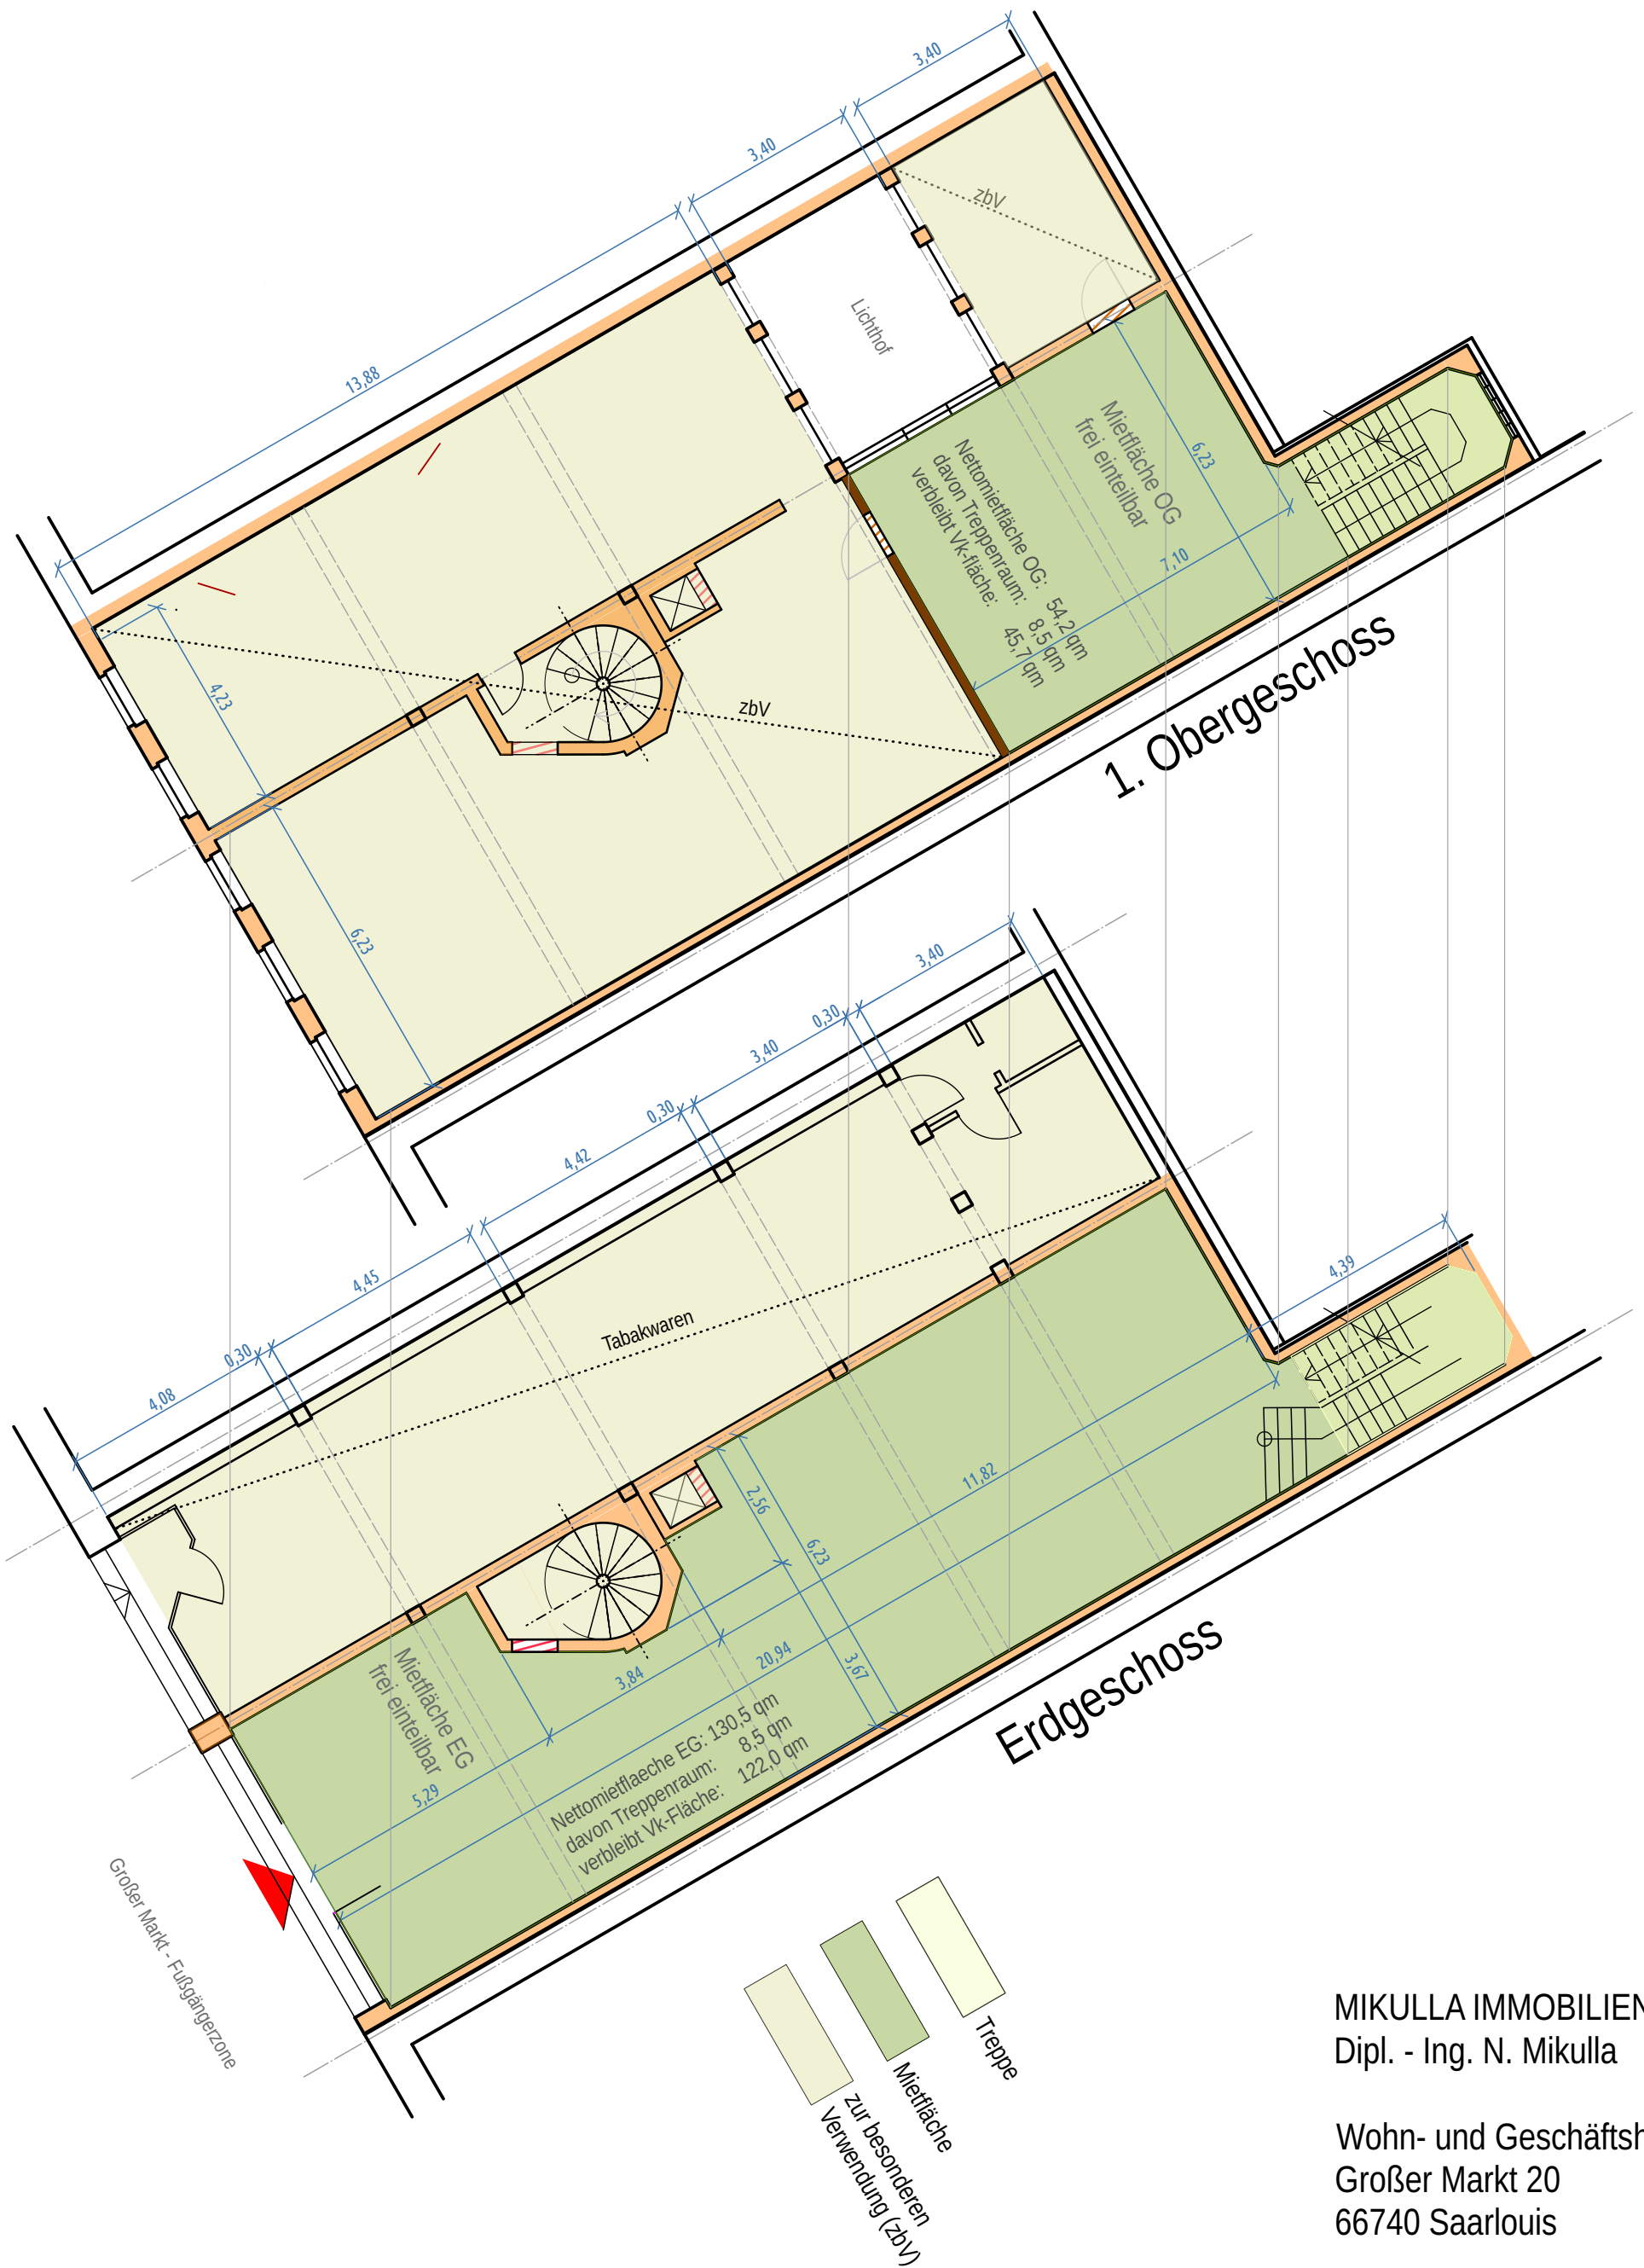 3,40
3,40
13,88
zbV
Lichthof
Mietfläche OG
frei einteilbar
6,23
Nettomietfläche OG: 54,2 qm
davon Treppenraum: 8,5 qm
verbleibt Vk-fläche: 45,7 qm
7,10
4,23
zbV
6,23
1. Obergeschoss
3,40
0,30
3,40
0,30
4,42
4,45
0,30
4,08
4,39
Tabakwaren
11,82
2,56
6,23
3,84
20,94
3,67
Mietfläche EG
frei einteilbar
5,29
Nettomietflaeche EG: 130,5 qm
davon Treppenraum: 8,5 qm
verbleibt Vk-Fläche: 122,0 qm
Erdgeschoss
Großer Markt - Fußgängerzone
Treppe
Mietfläche
zur besonderen
Verwendung (zbV)
MIKULLA IMMOBILIEN
Dipl. - Ing. N. Mikulla
Wohn- und Geschäftsh
Großer Markt 20
66740 Saarlouis